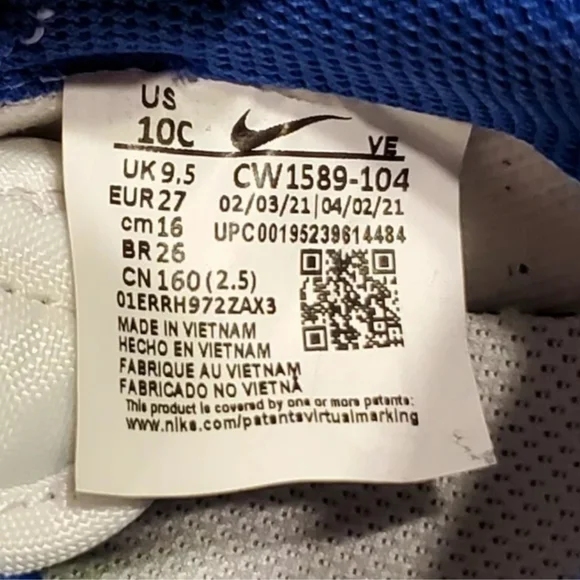 US
10C
VE
UK 9.5 CW1589-104
EUR 27 02/03/21|04/02/21
cm 16 UPC00195239614484
BR 26
CN 160 (2.5)
01ERRH972ZAX3
MADE IN VIETNAM
HECHO EN VIETNAM
FABRIQUE AU VIETNAM
FABRICADO NO VIETNÃ
This product is covered by one or more patents:
www.nike.com/patentsvirtualmarking